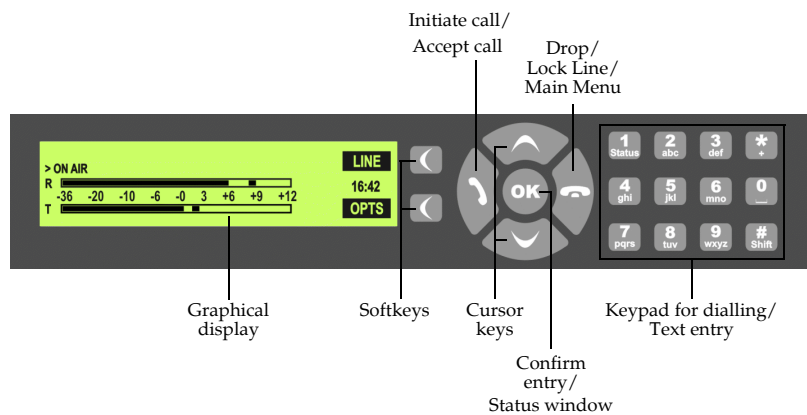 Initiate call/
Accept call
Drop/
Lock Line/
Main Menu
> ON AIR
LINE
R
-36 -20 -10 -6 -0 3 +6 +9 +12
16:42
T
OPTS
OK
1
Status
2
abc
3
def
*
+
4
ghi
5
jkl
6
mno
0
__
7
pqrs
8
tuv
9
wxyz
#
Shift
Graphical
display
Softkeys
Cursor
keys
Keypad for dialling/
Text entry
Confirm
entry/
Status window